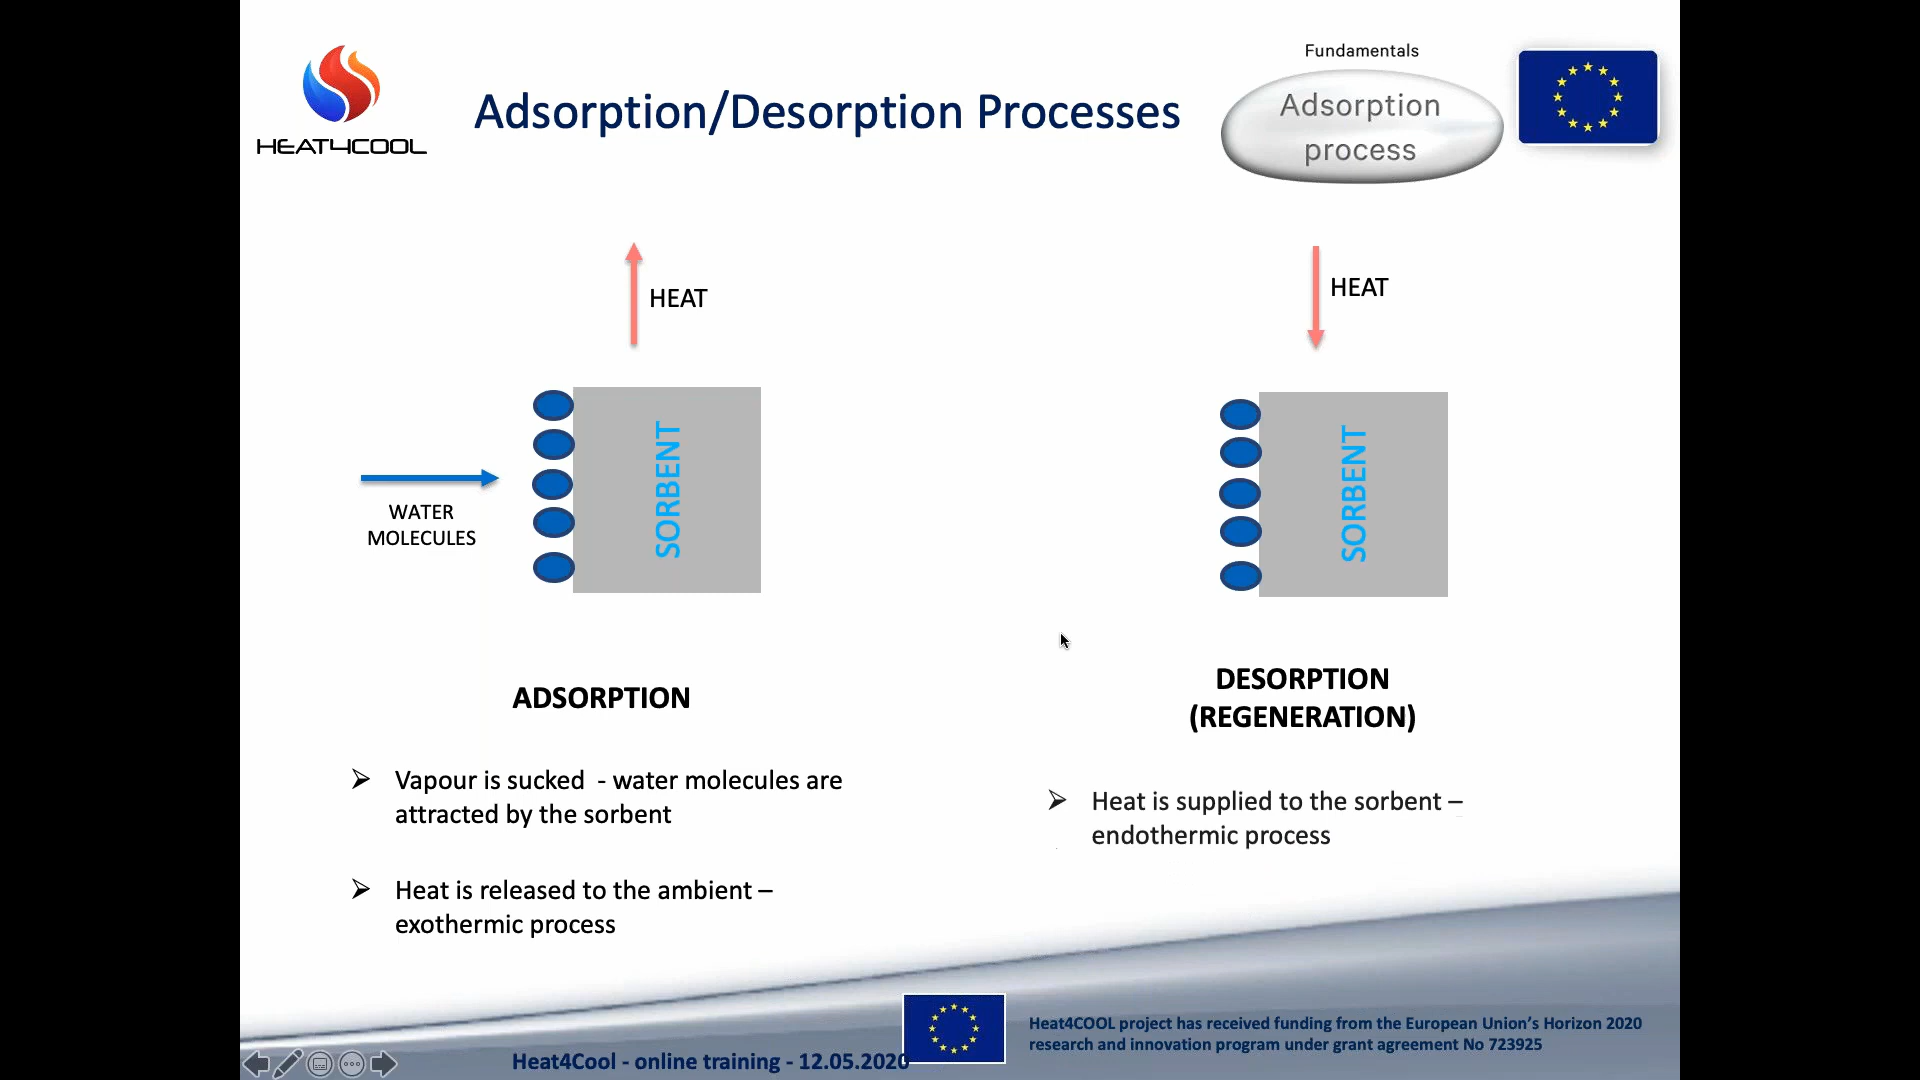 HEAT4COOL
Adsorption/Desorption Processes
Fundamentals
Adsorption
process
HEAT
HEAT
SORBENT
SORBENT
WATER
MOLECULES
ADSORPTION
DESORPTION
(REGENERATION)
Vapour is sucked - water molecules are
attracted by the sorbent
Heat is released to the ambient –
exothermic process
Heat is supplied to the sorbent –
endothermic process
Heat4Cool - online training - 12.05.2020
Heat4COOL project has received funding from the European Union’s Horizon 2020
research and innovation program under grant agreement No 723925